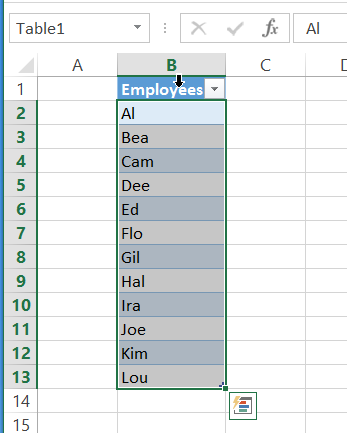 Table1 fx Al
A B C D
1 Employees
2 Al
3 Bea
4 Cam
5 Dee
6 Ed
7 Flo
8 Gil
9 Hal
10 Ira
11 Joe
12 Kim
13 Lou
14
15